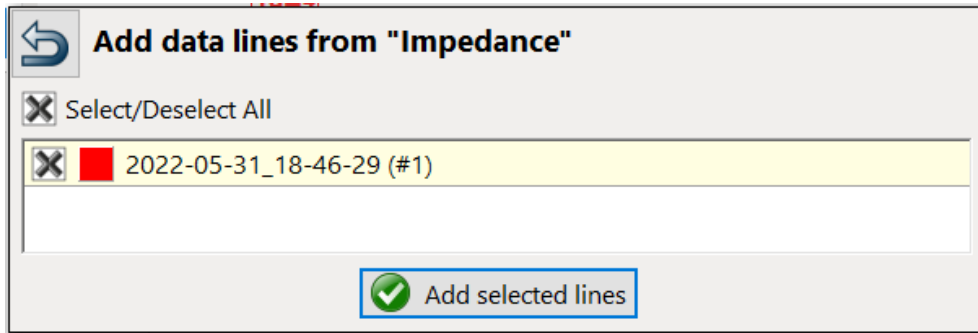 Add data lines from "Impedance"
Select/Deselect All
2022-05-31_18-46-29 (#1)
Add selected lines